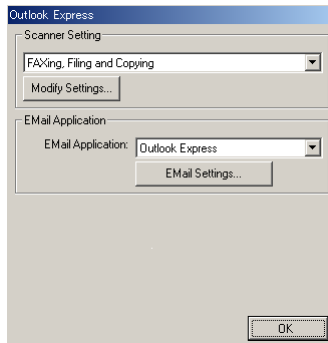 Outlook Express
Scanner Setting
FAXing, Filing and Copying
Modify Settings...
EMail Application
EMail Application: Outlook Express
EMail Settings...
OK